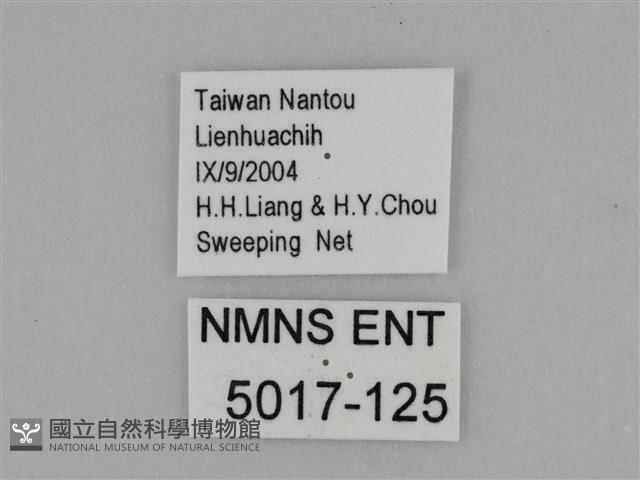 Taiwan Nantou
Lienhuachih
IX/9/2004
H.H.Liang & H.Y.Chou
Sweeping Net
NMNS ENT
5017-125
國立自然科學博物館
NATIONAL MUSEUM OF NATURAL SCIENCE